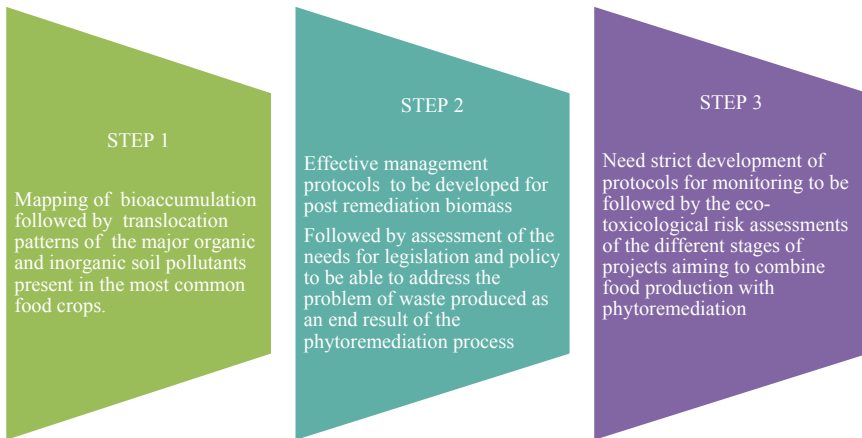 STEP 1
Mapping of bioaccumulation
followed by translocation
patterns of the major organic
and inorganic soil pollutants
present in the most common
food crops.
STEP 2
Effective management
protocols to be developed for
post remediation biomass
Followed by assessment of the
needs for legislation and policy
to be able to address the
problem of waste produced as
an end result of the
phytoremediation process
STEP 3
Need strict development of
protocols for monitoring to be
followed by the eco-
toxicological risk assessments
of the different stages of
projects aiming to combine
food production with
phytoremediation